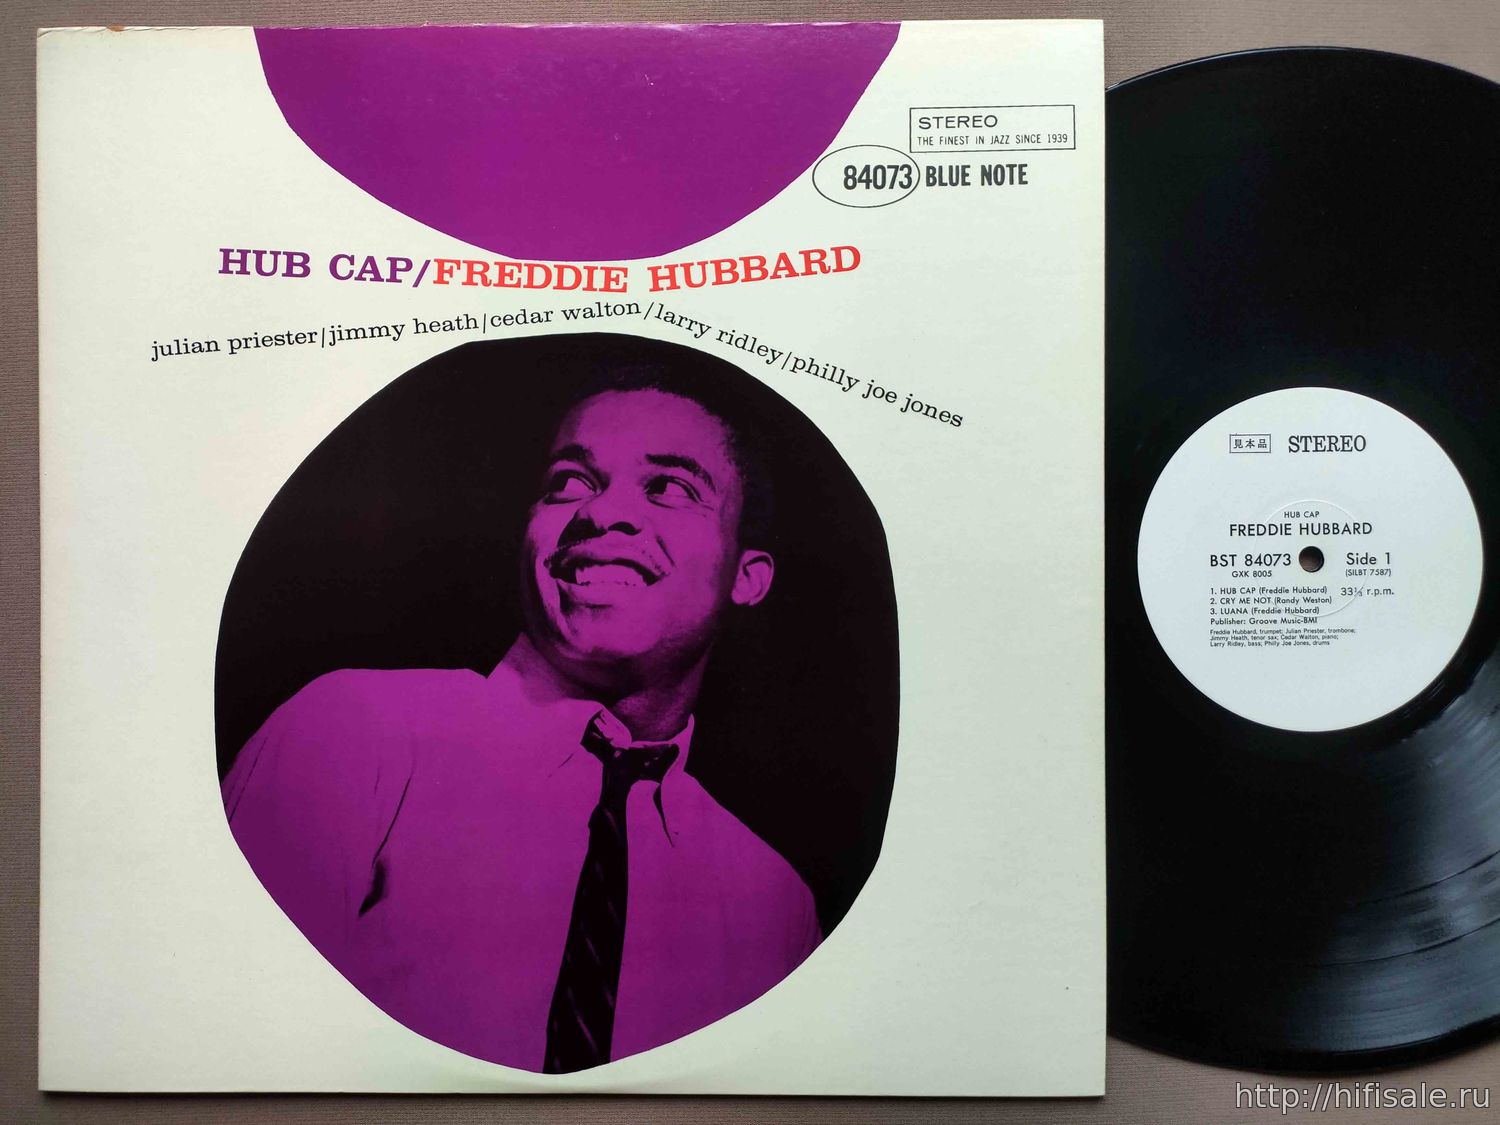 STEREO
THE FINEST IN JAZZ SINCE 1939
84073 BLUE NOTE
HUB CAP/FREDDIE HUBBARD
julian priester/jimmy heath/cedar walton/larry ridley/philly joe jones
見本品 STEREO
HUB CAP
FREDDIE HUBBARD
BST 84073 Side 1
GXK 8005 (SILBT 7587)
1. HUB CAP (Freddie Hubbard) 33⅓ r.p.m.
2. CRY ME NOT (Randy Weston)
3. LUANA (Freddie Hubbard)
Publisher: Groove Music-BMI
Freddie Hubbard, trumpet; Julian Priester, trombone;
Jimmy Heath, tenor sax; Cedar Walton, piano;
Larry Ridley, bass; Philly Joe Jones, drums
http://hifisale.ru